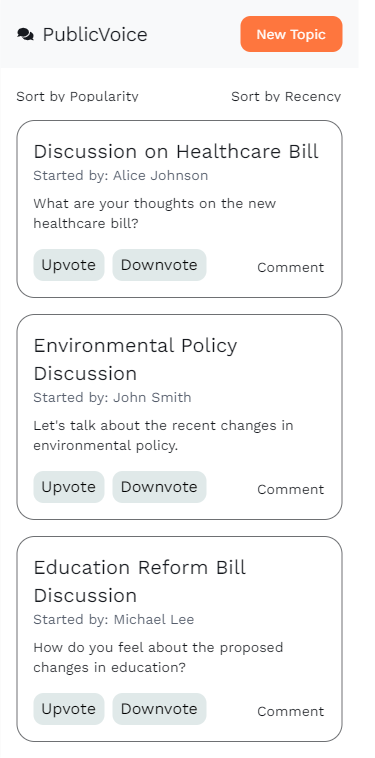 PublicVoice
New Topic
Sort by Popularity
Sort by Recency
Discussion on Healthcare Bill
Started by: Alice Johnson
What are your thoughts on the new
healthcare bill?
Upvote
Downvote
Comment
Environmental Policy
Discussion
Started by: John Smith
Let's talk about the recent changes in
environmental policy.
Upvote
Downvote
Comment
Education Reform Bill
Discussion
Started by: Michael Lee
How do you feel about the proposed
changes in education?
Upvote
Downvote
Comment